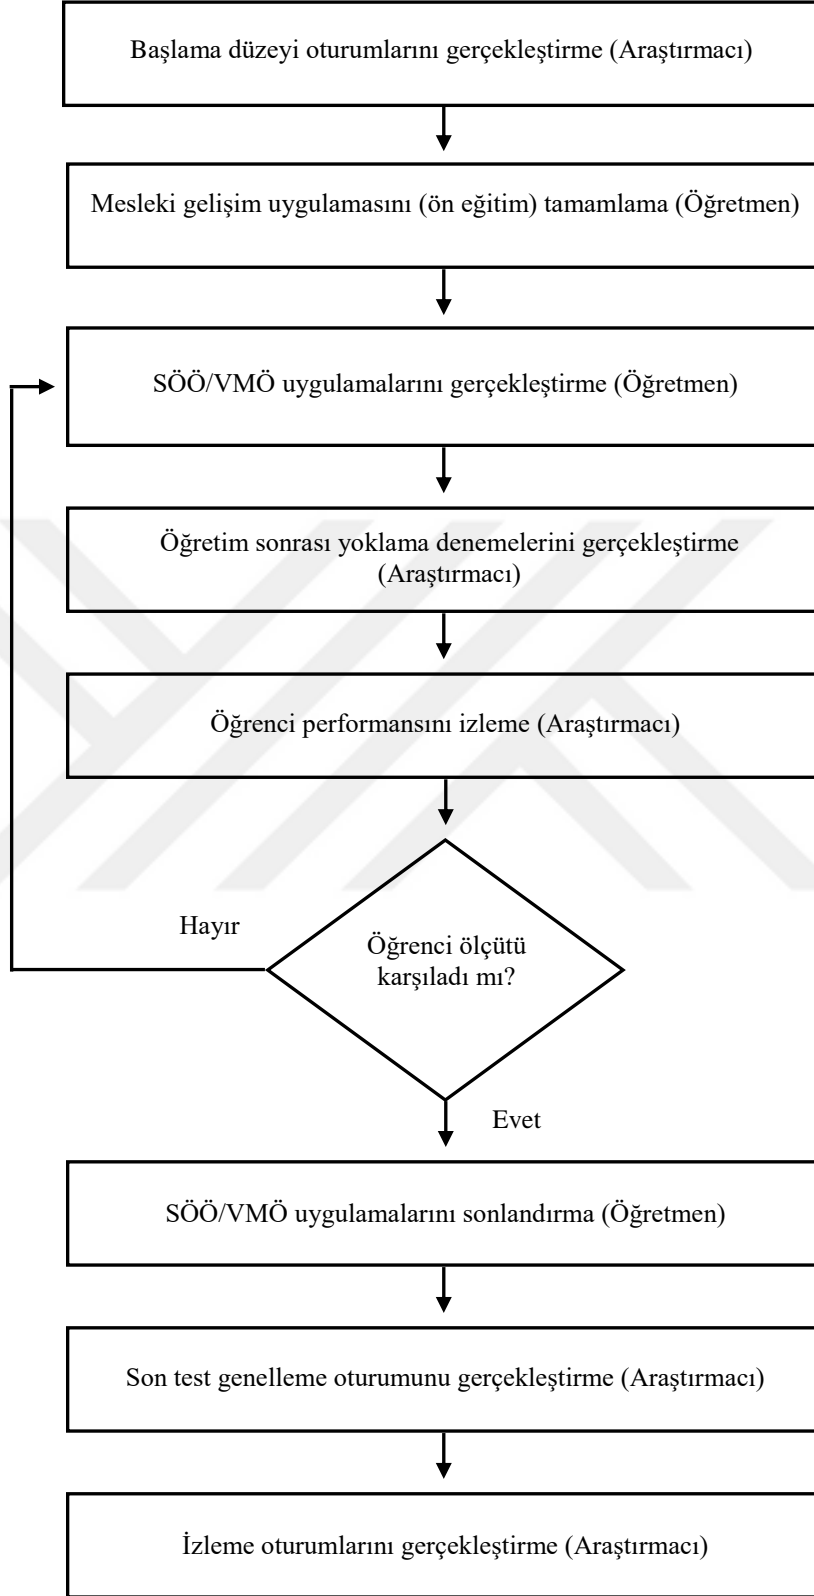 Başlama düzeyi oturumlarını gerçekleştirme (Araştırmacı)
Mesleki gelişim uygulamasını (ön eğitim) tamamlama (Öğretmen)
SÖÖ/VMÖ uygulamalarını gerçekleştirme (Öğretmen)
Öğretim sonrası yoklama denemelerini gerçekleştirme
(Araştırmacı)
Öğrenci performansını izleme (Araştırmacı)
Hayır
Öğrenci ölçütü
karşıladı mı?
Evet
SÖÖ/VMÖ uygulamalarını sonlandırma (Öğretmen)
Son test genelleme oturumunu gerçekleştirme (Araştırmacı)
İzleme oturumlarını gerçekleştirme (Araştırmacı)